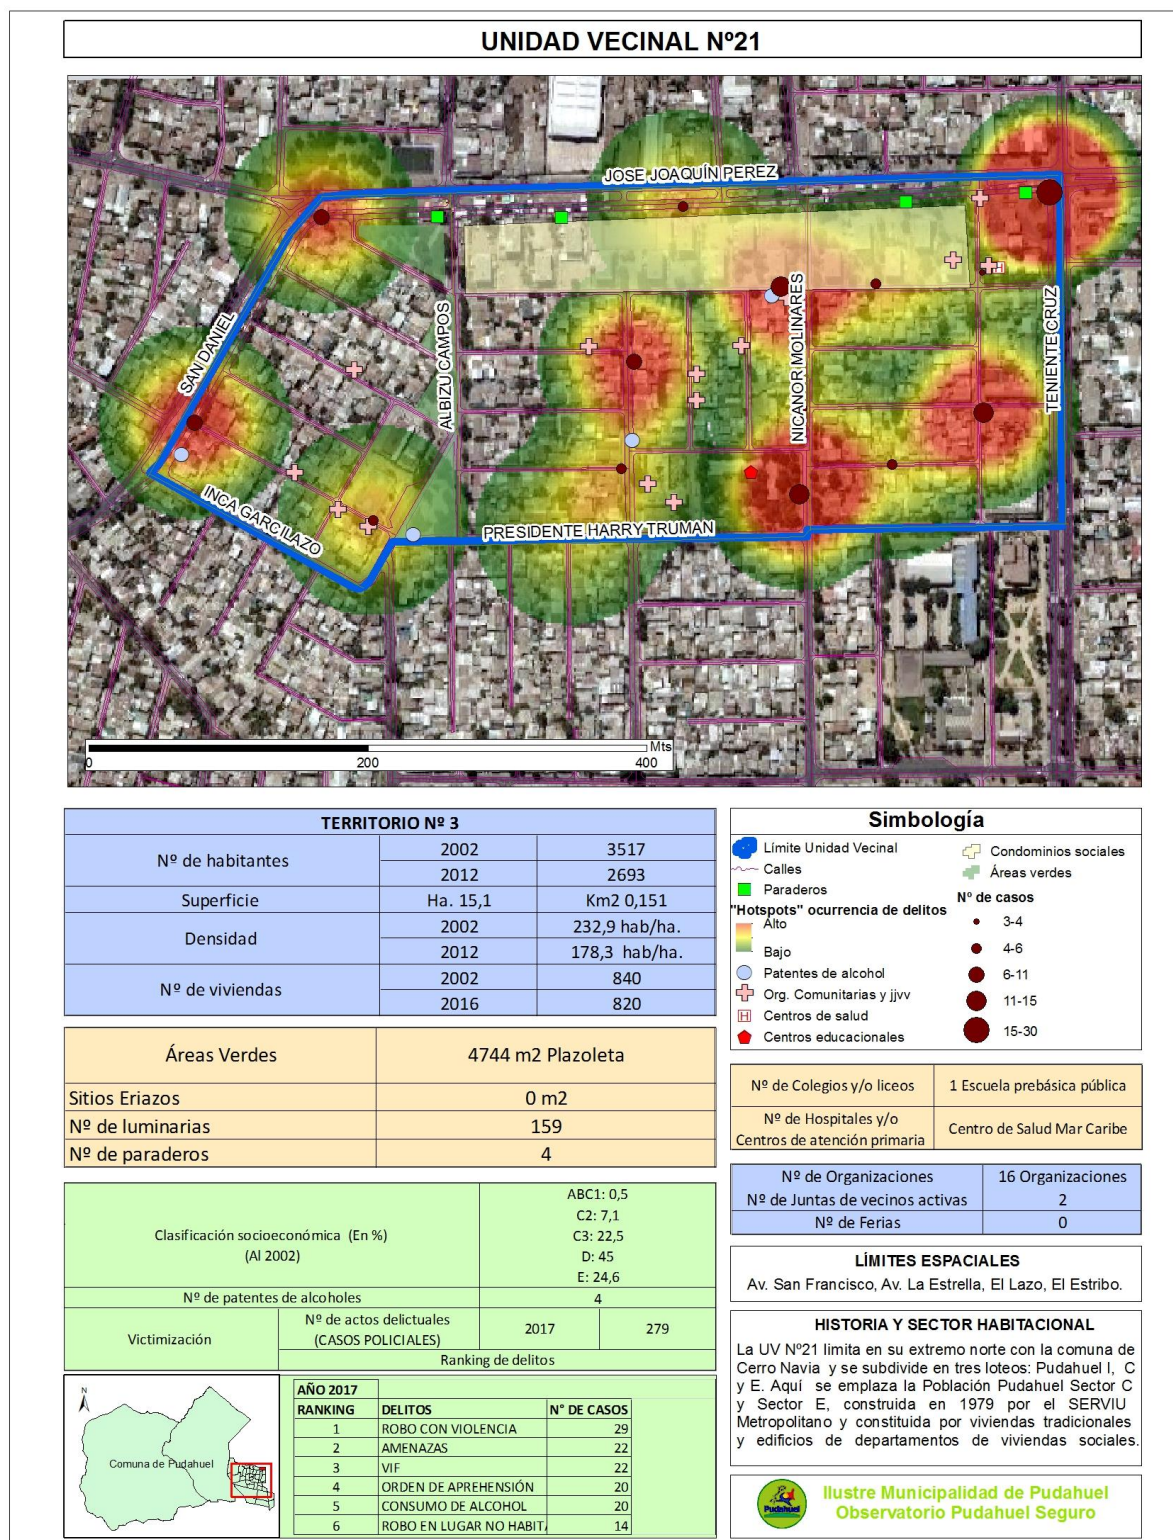 UNIDAD VECINAL Nº21
JOSE JOAQUÍN PEREZ
SAN DANIEL
ALBIZU CAMPOS
NICANOR MOLINARES
TENIENTE CRUZ
INCA GARCILAZO
PRESIDENTE HARRY TRUMAN
Mts
0 200 400
TERRITORIO Nº 3
Nº de habitantes 2002 3517
2012 2693
Superficie Ha. 15,1 Km2 0,151
Densidad 2002 232,9 hab/ha.
2012 178,3 hab/ha.
Nº de viviendas 2002 840
2016 820
Áreas Verdes 4744 m2 Plazoleta
Sitios Eriazos 0 m2
Nº de luminarias 159
Nº de paraderos 4
Clasificación socioeconómica (En %)
(Al 2002)
ABC1: 0,5
C2: 7,1
C3: 22,5
D: 45
E: 24,6
Nº de patentes de alcoholes 4
Victimización
Nº de actos delictuales
(CASOS POLICIALES)
2017 279
Ranking de delitos
N
Comuna de Pudahuel
AÑO 2017
RANKING DELITOS N° DE CASOS
1 ROBO CON VIOLENCIA 29
2 AMENAZAS 22
3 VIF 22
4 ORDEN DE APREHENSIÓN 20
5 CONSUMO DE ALCOHOL 20
6 ROBO EN LUGAR NO HABIT 14
Simbología
Límite Unidad Vecinal
Calles
Paraderos
"Hotspots" ocurrencia de delitos
Alto
Bajo
Patentes de alcohol
Org. Comunitarias y jjvv
H Centros de salud
Centros educacionales
Condominios sociales
Áreas verdes
Nº de casos
3-4
4-6
6-11
11-15
15-30
Nº de Colegios y/o liceos 1 Escuela prebásica pública
Nº de Hospitales y/o
Centros de atención primaria
Centro de Salud Mar Caribe
Nº de Organizaciones 16 Organizaciones
Nº de Juntas de vecinos activas 2
Nº de Ferias 0
LÍMITES ESPACIALES
Av. San Francisco, Av. La Estrella, El Lazo, El Estribo.
HISTORIA Y SECTOR HABITACIONAL
La UV Nº21 limita en su extremo norte con la comuna de
Cerro Navia y se subdivide en tres loteos: Pudahuel I, C
y E. Aquí se emplaza la Población Pudahuel Sector C
y Sector E, construida en 1979 por el SERVIU
Metropolitano y constituida por viviendas tradicionales
y edificios de departamentos de viviendas sociales.
Pudahuel
Ilustre Municipalidad de Pudahuel
Observatorio Pudahuel Seguro